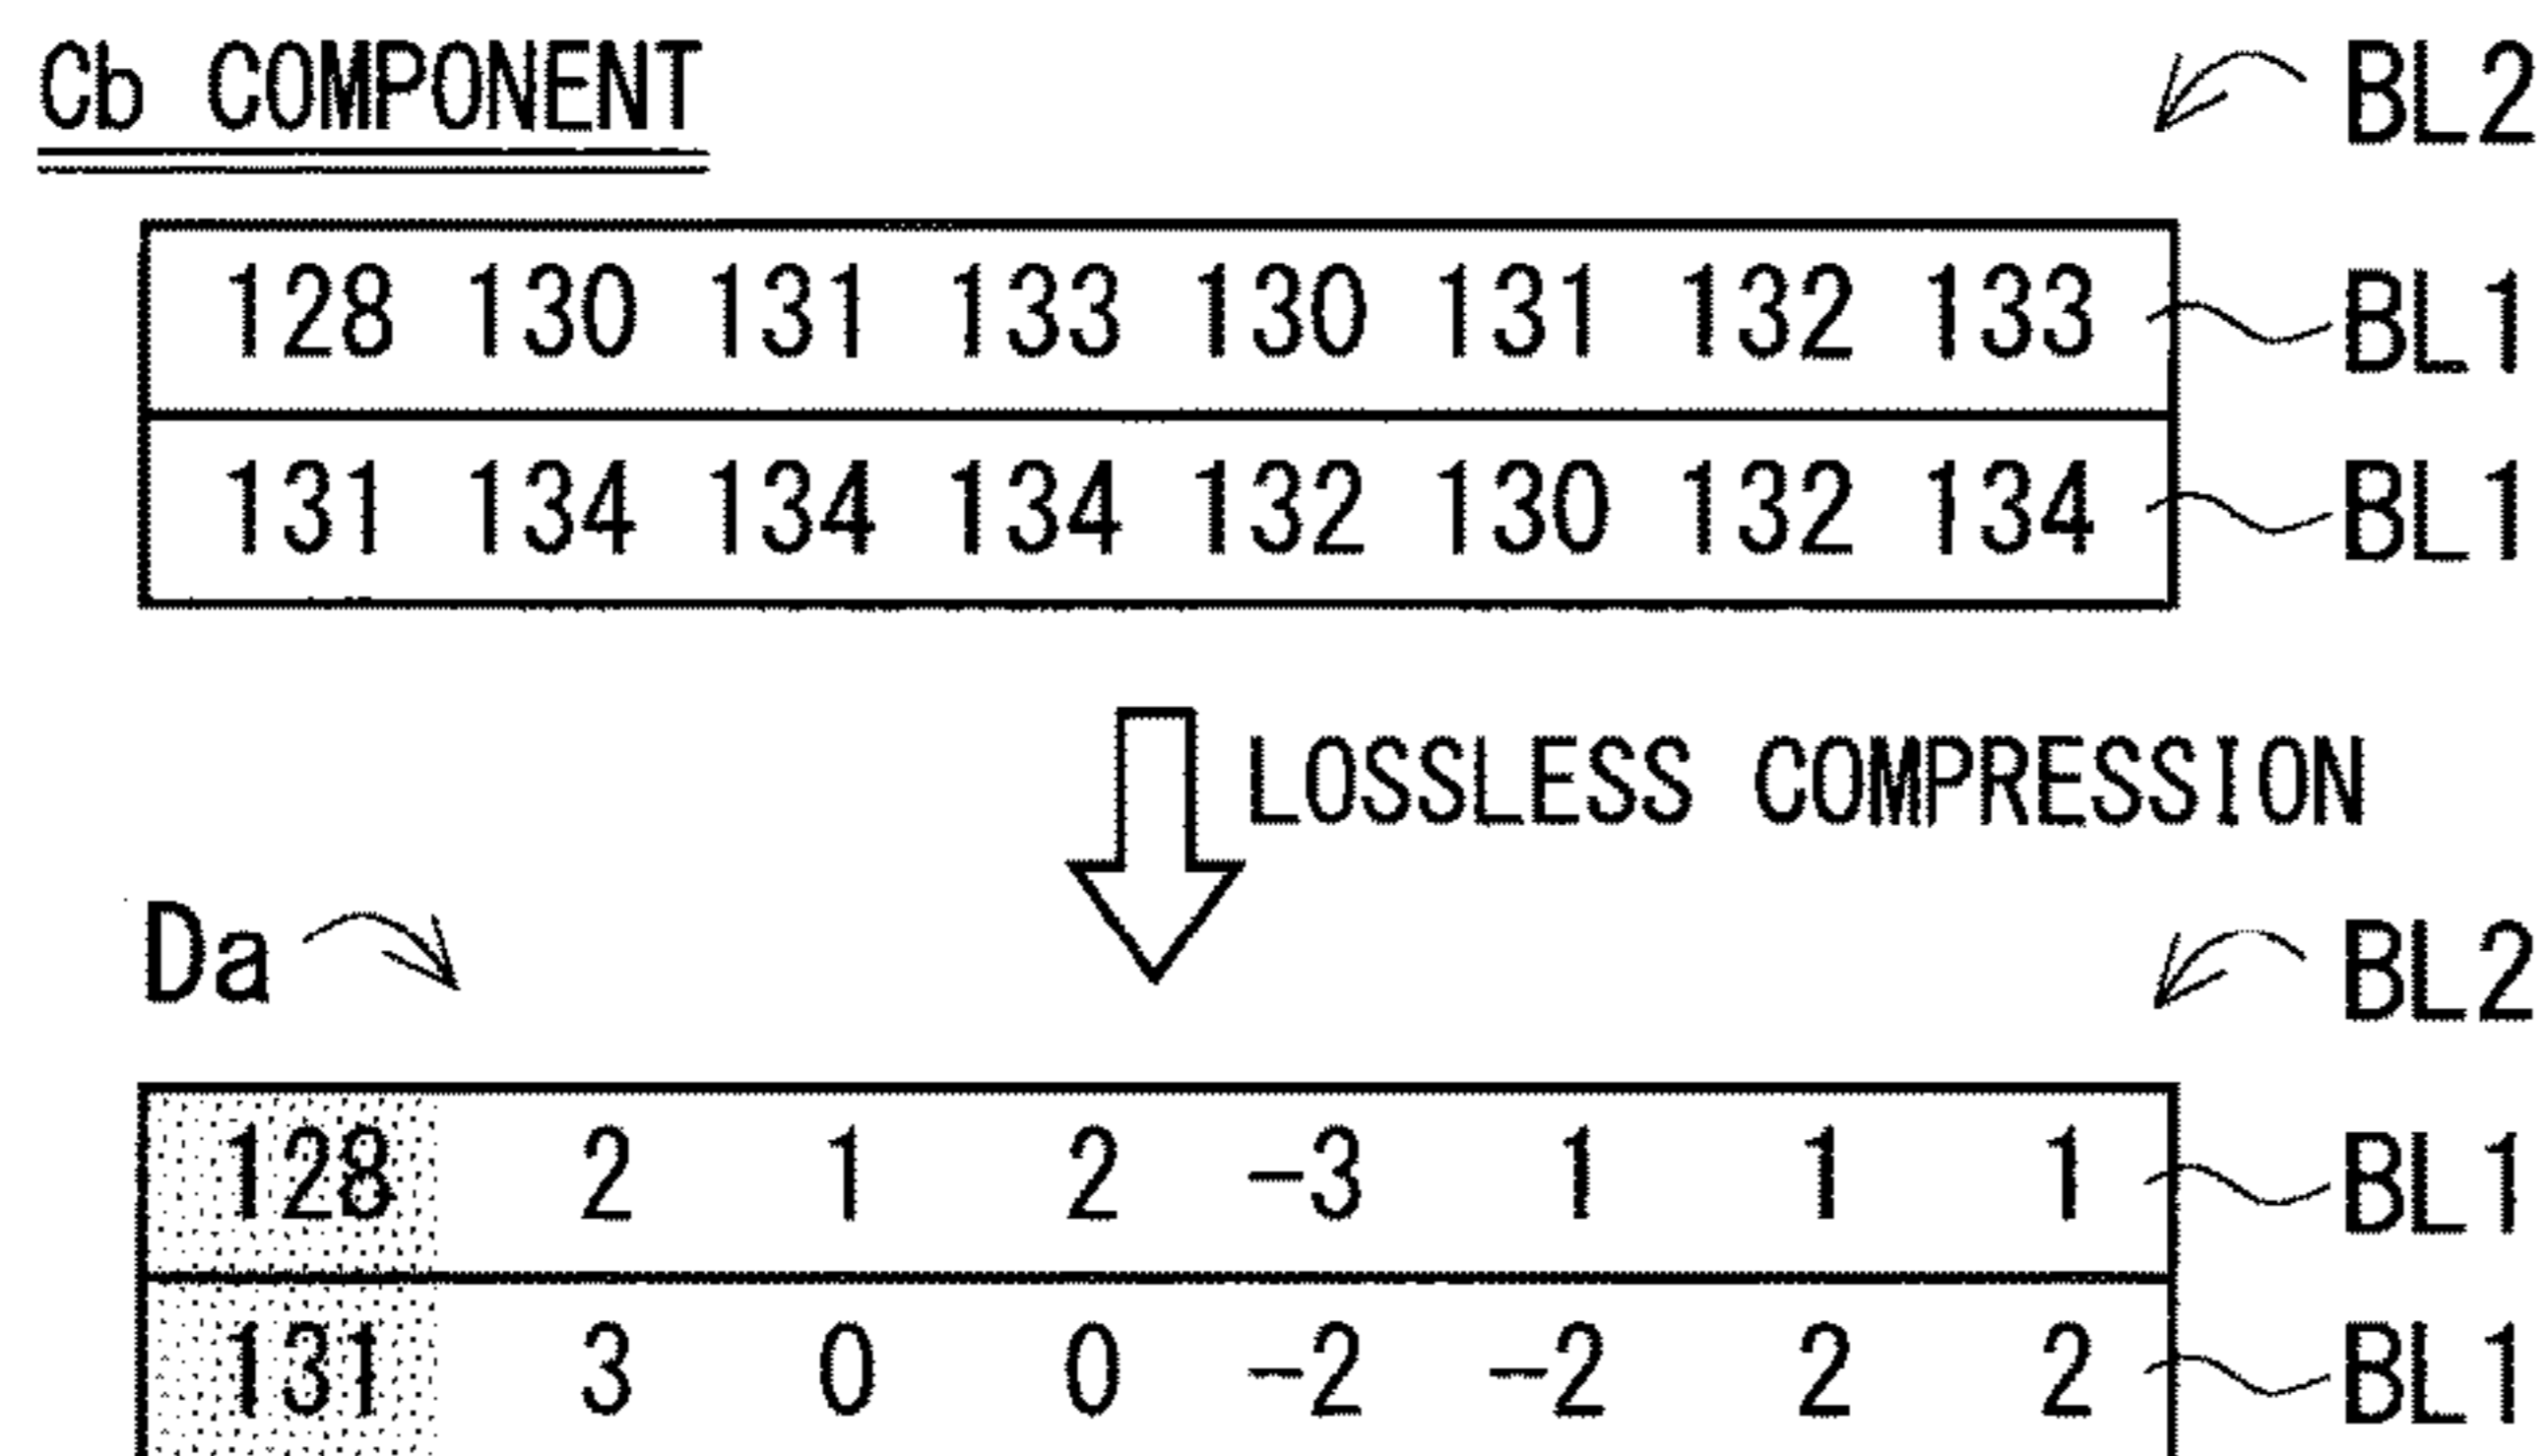 Cb COMPONENT BL2
128 130 131 133 130 131 132 133 BL1
131 134 134 134 132 130 132 134 BL1
LOSSLESS COMPRESSION
Da BL2
128 2 1 2 -3 1 1 1 BL1
131 3 0 0 -2 -2 2 2 BL1